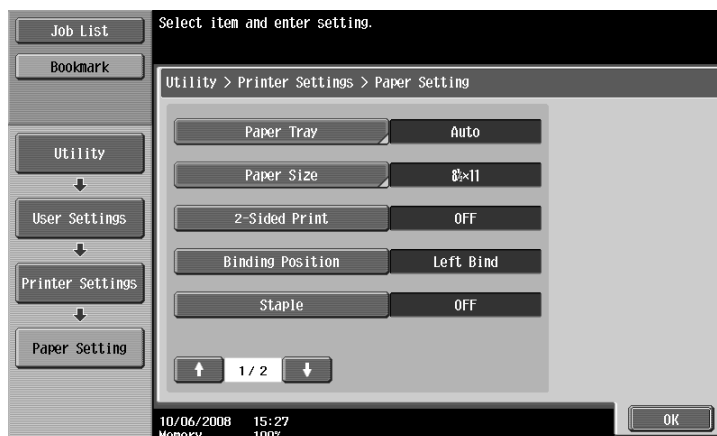 Job List
Bookmark
Select item and enter setting.
Utility > Printer Settings > Paper Setting
Utility
User Settings
Printer Settings
Paper Setting
Paper Tray Auto
Paper Size 8½×11
2-Sided Print OFF
Binding Position Left Bind
Staple OFF
1/ 2
10/06/2008 15:27
Memory 100%
OK